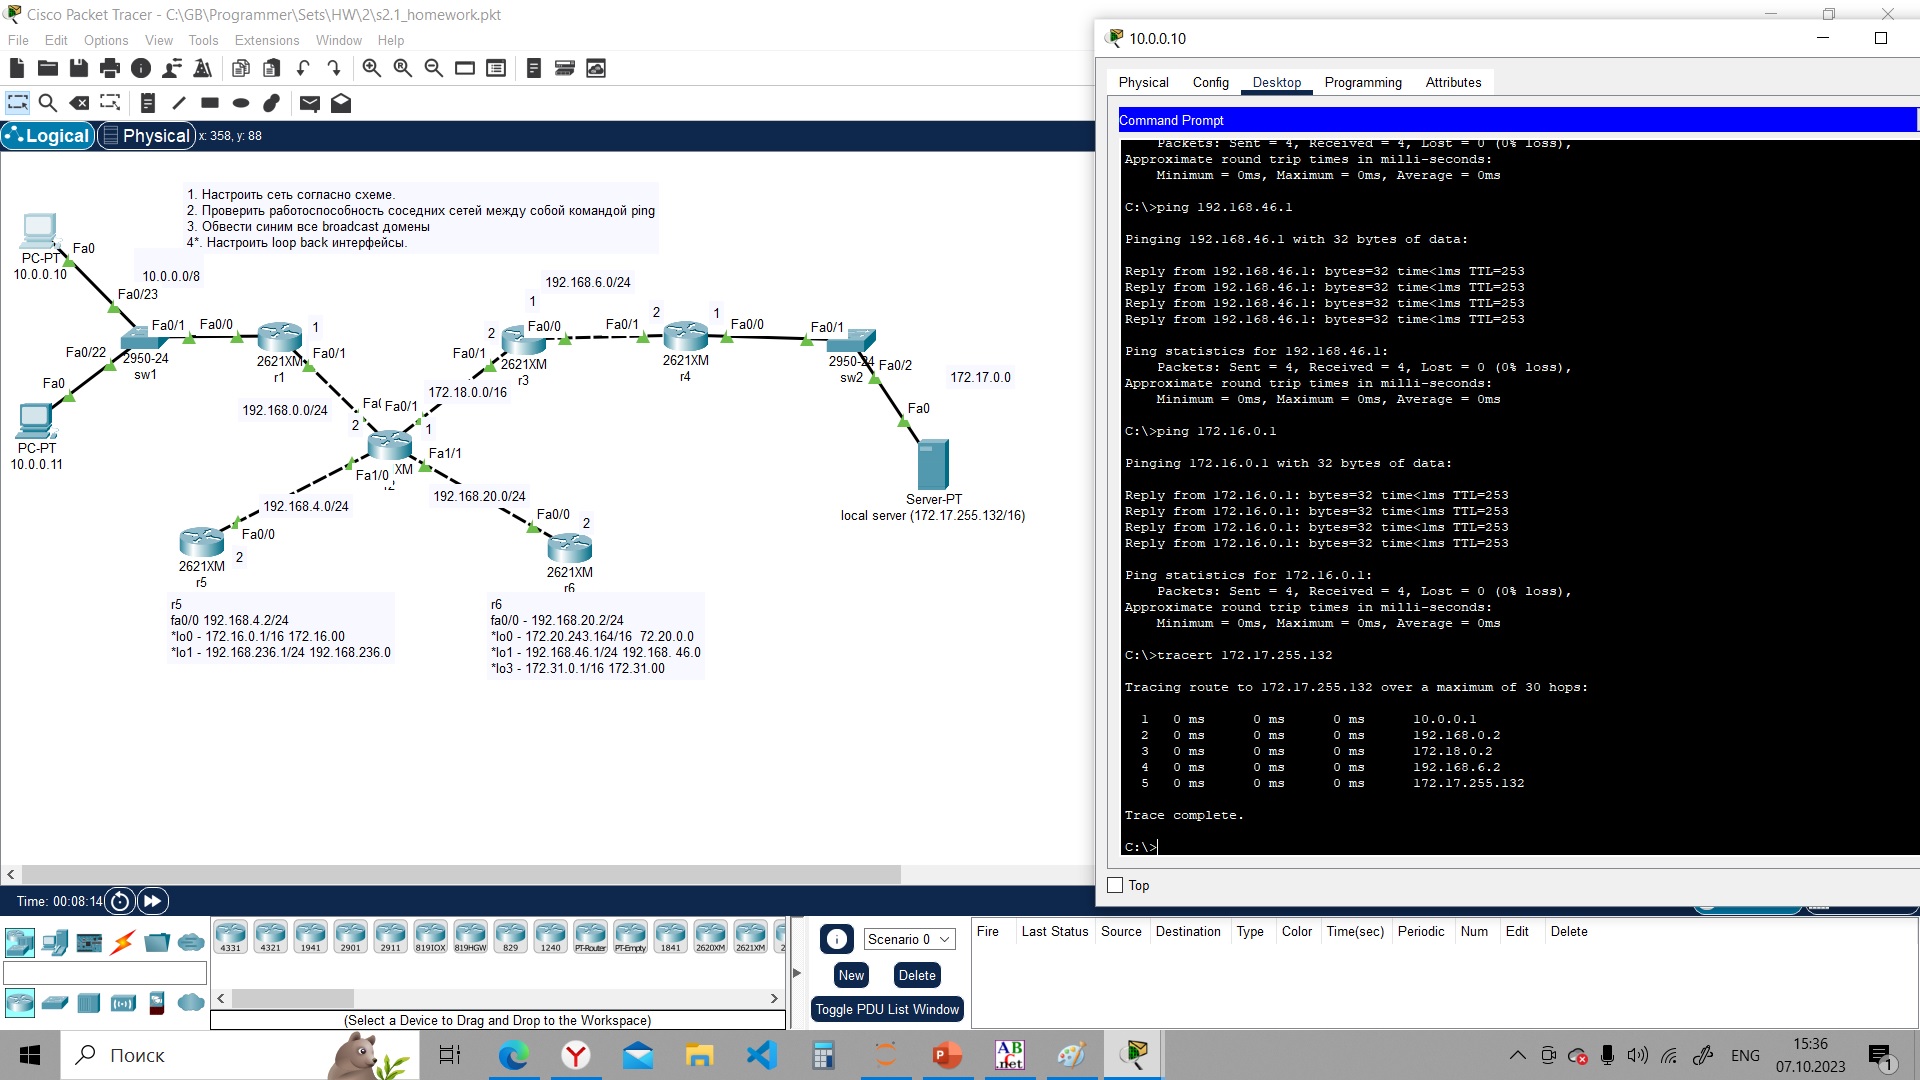 Cisco Packet Tracer - C:\GB\Programmer\Sets\HW\2\s2.1_homework.pkt
File Edit Options View Tools Extensions Window Help
Logical Physical x: 358, y: 88
1. Настроить сеть согласно схеме.
2. Проверить работоспособность соседних сетей между собой командой ping
3. Обвести синим все broadcast домены
4*. Настроить loop back интерфейсы.
Fa0
PC-PT
10.0.0.10
10.0.0.0/8
Fa0/23
Fa0/1
Fa0/0
1
Fa0/22
2950-24
sw1
2621XM
r1
Fa0/1
Fa0
PC-PT
10.0.0.11
192.168.0.0/24
192.168.6.0/24
1
2
Fa0/0
Fa0/1
2
1
Fa0/0
Fa0/1
Fa0/1
2621XM
r3
2621XM
r4
2950-24
sw2
Fa0/2
172.17.0.0
172.18.0.0/16
Fa0/1
2
1
Fa0
Fa1/1
XM
Fa1/0
Server-PT
local server (172.17.255.132/16)
192.168.4.0/24
192.168.20.0/24
Fa0/0
2
Fa0/0
2
2621XM
r5
2621XM
r6
r5
fa0/0 192.168.4.2/24
*lo0 - 172.16.0.1/16 172.16.00
*lo1 - 192.168.236.1/24 192.168.236.0
r6
fa0/0 - 192.168.20.2/24
*lo0 - 172.20.243.164/16 72.20.0.0
*lo1 - 192.168.46.1/24 192.168. 46.0
*lo3 - 172.31.0.1/16 172.31.00
10.0.0.10
Physical Config Desktop Programming Attributes
Command Prompt
Packets: Sent = 4, Received = 4, Lost = 0 (0% loss),
Approximate round trip times in milli-seconds:
Minimum = 0ms, Maximum = 0ms, Average = 0ms
C:\>ping 192.168.46.1
Pinging 192.168.46.1 with 32 bytes of data:
Reply from 192.168.46.1: bytes=32 time<1ms TTL=253
Reply from 192.168.46.1: bytes=32 time<1ms TTL=253
Reply from 192.168.46.1: bytes=32 time<1ms TTL=253
Reply from 192.168.46.1: bytes=32 time<1ms TTL=253
Ping statistics for 192.168.46.1:
Packets: Sent = 4, Received = 4, Lost = 0 (0% loss),
Approximate round trip times in milli-seconds:
Minimum = 0ms, Maximum = 0ms, Average = 0ms
C:\>ping 172.16.0.1
Pinging 172.16.0.1 with 32 bytes of data:
Reply from 172.16.0.1: bytes=32 time<1ms TTL=253
Reply from 172.16.0.1: bytes=32 time<1ms TTL=253
Reply from 172.16.0.1: bytes=32 time<1ms TTL=253
Reply from 172.16.0.1: bytes=32 time<1ms TTL=253
Ping statistics for 172.16.0.1:
Packets: Sent = 4, Received = 4, Lost = 0 (0% loss),
Approximate round trip times in milli-seconds:
Minimum = 0ms, Maximum = 0ms, Average = 0ms
C:\>tracert 172.17.255.132
Tracing route to 172.17.255.132 over a maximum of 30 hops:
1 0 ms 0 ms 0 ms 10.0.0.1
2 0 ms 0 ms 0 ms 192.168.0.2
3 0 ms 0 ms 0 ms 172.18.0.2
4 0 ms 0 ms 0 ms 192.168.6.2
5 0 ms 0 ms 0 ms 172.17.255.132
Trace complete.
C:\>
Top
Time: 00:08:14
4331 4321 1941 2901 2911 819IOX 819HGW 829 1240 PT-Router PT-Empty 1841 2620XM 2621XM 2
(Select a Device to Drag and Drop to the Workspace)
Scenario 0
New Delete
Toggle PDU List Window
Fire Last Status Source Destination Type Color Time(sec) Periodic Num Edit Delete
Поиск
AB C .net
ENG
15:36
07.10.2023
1